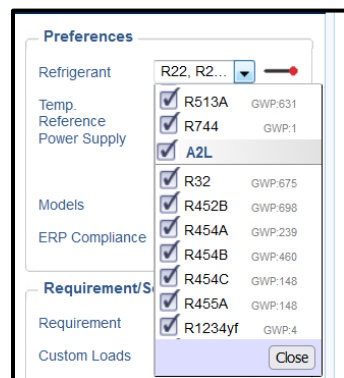 Preferences
Refrigerant R22, R2...
R513A GWP:631
Temp.
Reference
R744 GWP:1
Power Supply
A2L
R32 GWP:675
Models R452B GWP:698
R454A GWP:239
ERP Compliance
R454B GWP:460
R454C GWP:148
Requirement/S
R455A GWP:148
Requirement R1234yf GWP:4
Custom Loads Close